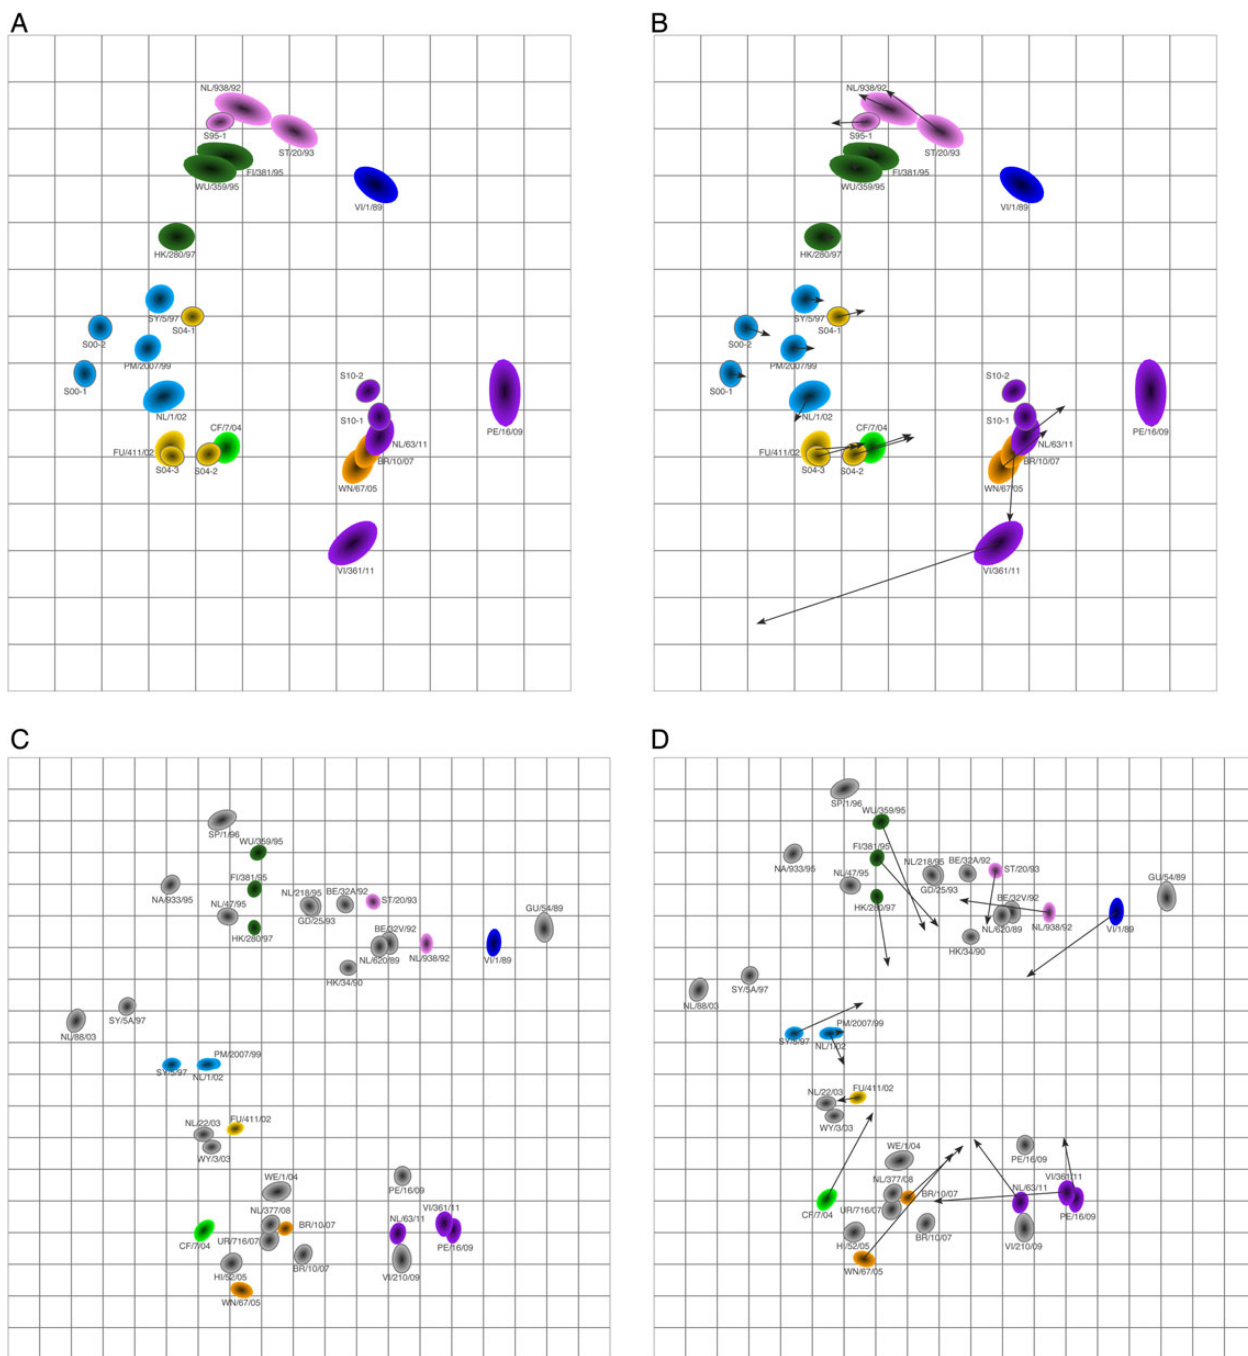 A
NL/938/92
S95-1
ST/20/93
FI/381/95
WU/359/95
VI/1/89
HK/280/97
SY/5/97
S04-1
S00-2
PM/2007/99
S00-1
NL/1/02
S10-2
S10-1
PE/16/09
CF/7/04
NL/63/11
FU/411/02
S04-3
S04-2
BR/10/07
WN/67/05
VI/361/11
B
NL/938/92
S95-1
ST/20/93
FI/381/95
WU/359/95
VI/1/89
HK/280/97
SY/5/97
S04-1
S00-2
PM/2007/99
S00-1
NL/1/02
S10-2
S10-1
PE/16/09
CF/7/04
NL/63/11
FU/411/02
S04-3
S04-2
BR/10/07
WN/67/05
VI/361/11
C
SP/1/96
WU/359/95
FI/381/95
NA/933/95
NL/47/95
NL/218/95
BE/32A/92
ST/20/93
GD/25/93
GU/54/89
HK/280/97
BE/32V/92
NL/620/89
NL/938/92
VI/1/89
HK/34/90
SY/5A/97
NL/88/03
PM/2007/99
SY/5/97
NL/1/02
NL/22/03
FU/411/02
WY/3/03
WE/1/04
PE/16/09
NL/377/08
VI/361/11
CF/7/04
UR/716/07
BR/10/07
NL/63/11
PE/16/09
HI/52/05
BR/10/07
VI/210/09
WN/67/05
D
SP/1/96
WU/359/95
FI/381/95
NA/933/95
NL/47/95
NL/218/95
BE/32A/92
ST/20/93
GD/25/93
GU/54/89
HK/280/97
BE/32V/92
NL/620/89
NL/938/92
VI/1/89
HK/34/90
SY/5A/97
NL/88/03
PM/2007/99
SY/5/97
NL/1/02
NL/22/03
FU/411/02
WY/3/03
WE/1/04
PE/16/09
NL/377/08
VI/361/11
CF/7/04
UR/716/07
BR/10/07
NL/63/11
PE/16/09
HI/52/05
BR/10/07
VI/210/09
WN/67/05